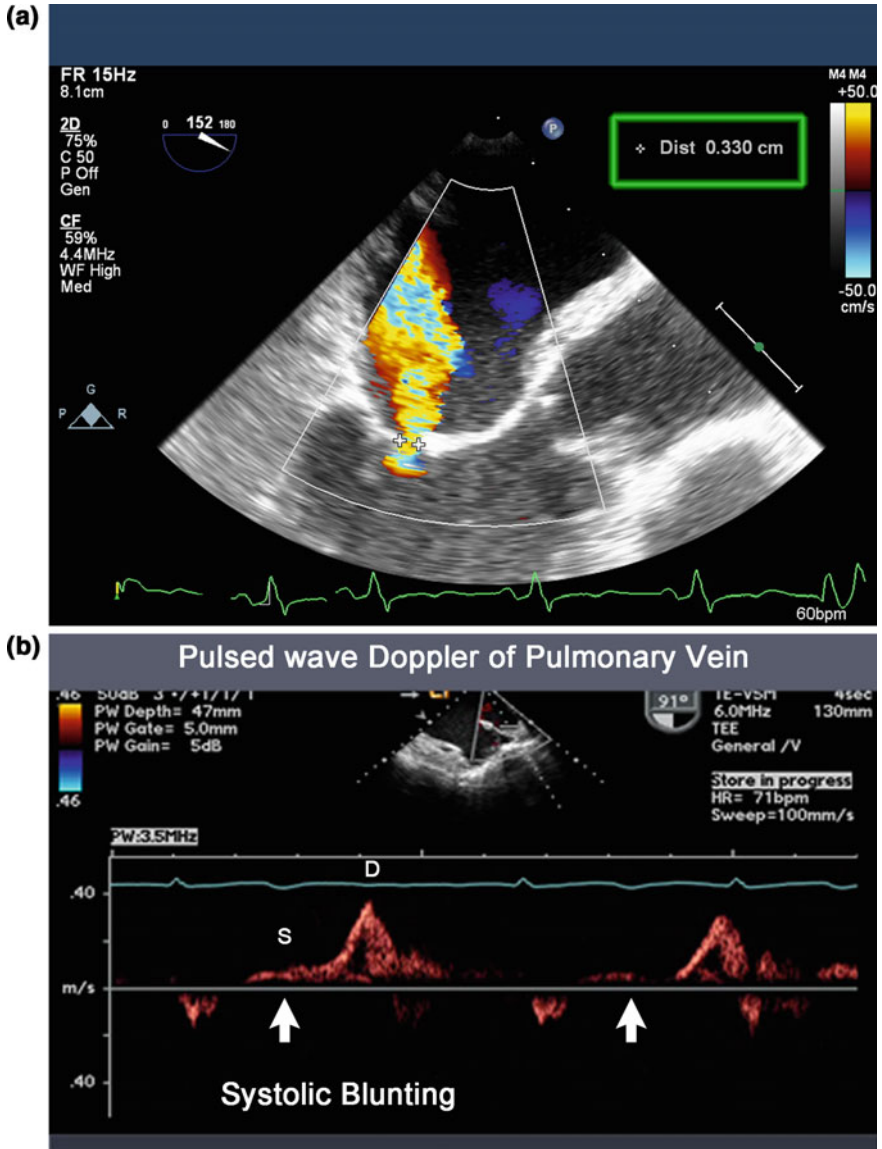 (a)
FR 15Hz
8.1cm
2D
75%
C 50
P Off
Gen
CF
59%
4.4MHz
WF High
Med
0 152 180
P
Dist 0.330 cm
M4 M4
+50.0
-50.0
cm/s
G
P R
60bpm
(b)
Pulsed wave Doppler of Pulmonary Vein
.46
PW Depth= 47mm
PW Gate= 5.0mm
PW Gain= 5dB
.46
91°
TE-V5M 4sec
6.0MHz 130mm
TEE
General /V
Store in progress
HR= 71bpm
Sweep=100mm/s
PW:3.5MHz
.40
D
S
m/s
.40
Systolic Blunting